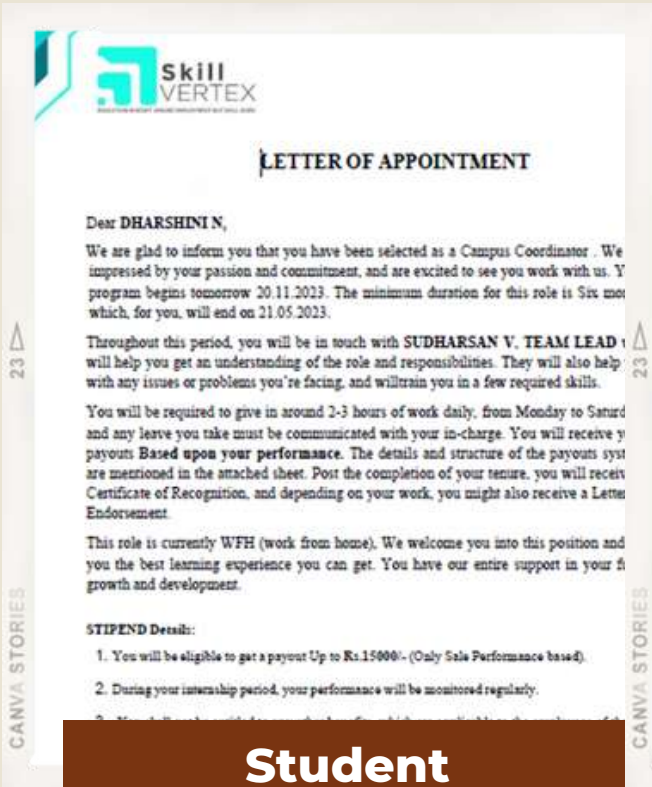 Skill
VERTEX
LETTER OF APPOINTMENT
Dear DHARSHINI N,
We are glad to inform you that you have been selected as a Campus Coordinator . We
impressed by your passion and commitment, and are excited to see you work with us. Y
program begins tomorrow 20.11.2023. The minimum duration for this role is Six mon
which, for you, will end on 21.05.2023.
Throughout this period, you will be in touch with SUDHARSAN V. TEAM LEAD
will help you get an understanding of the role and responsibilities. They will also help
with any issues or problems you're facing, and willtrain you in a few required skills.
You will be required to give in around 2-3 hours of work daily, from Monday to Saturd
and any leave you take must be communicated with your in-charge. You will receive y
payouts Based upon your performance. The details and structure of the payouts syst
are mentioned in the attached sheet. Post the completion of your tenure, you will receiv
Certificate of Recognition, and depending on your work, you might also receive a Letter
Endorsement.
This role is currently WFH (work from home), We welcome you into this position and
you the best learning experience you can get. You have our entire support in your f
growth and development.
STIPEND Details:
1. You will be eligible to get a payout Up to Rs.15000/- (Only Sale Performance based).
2. During your internship period, your performance will be monitored regularly.
Student
23
CANVA STORIES
23
CANVA STORIES